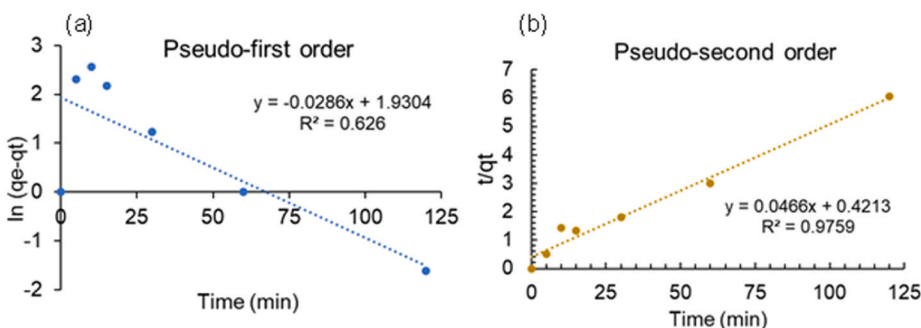 (a)
Pseudo-first order
3
2
1
0
-1
-2
0
25
50
75
100
125
ln (qe-qt)
y = -0.0286x + 1.9304
R² = 0.626
Time (min)
(b)
Pseudo-second order
7
6
5
4
3
2
1
0
0
25
50
75
100
125
t/qt
y = 0.0466x + 0.4213
R² = 0.9759
Time (min)